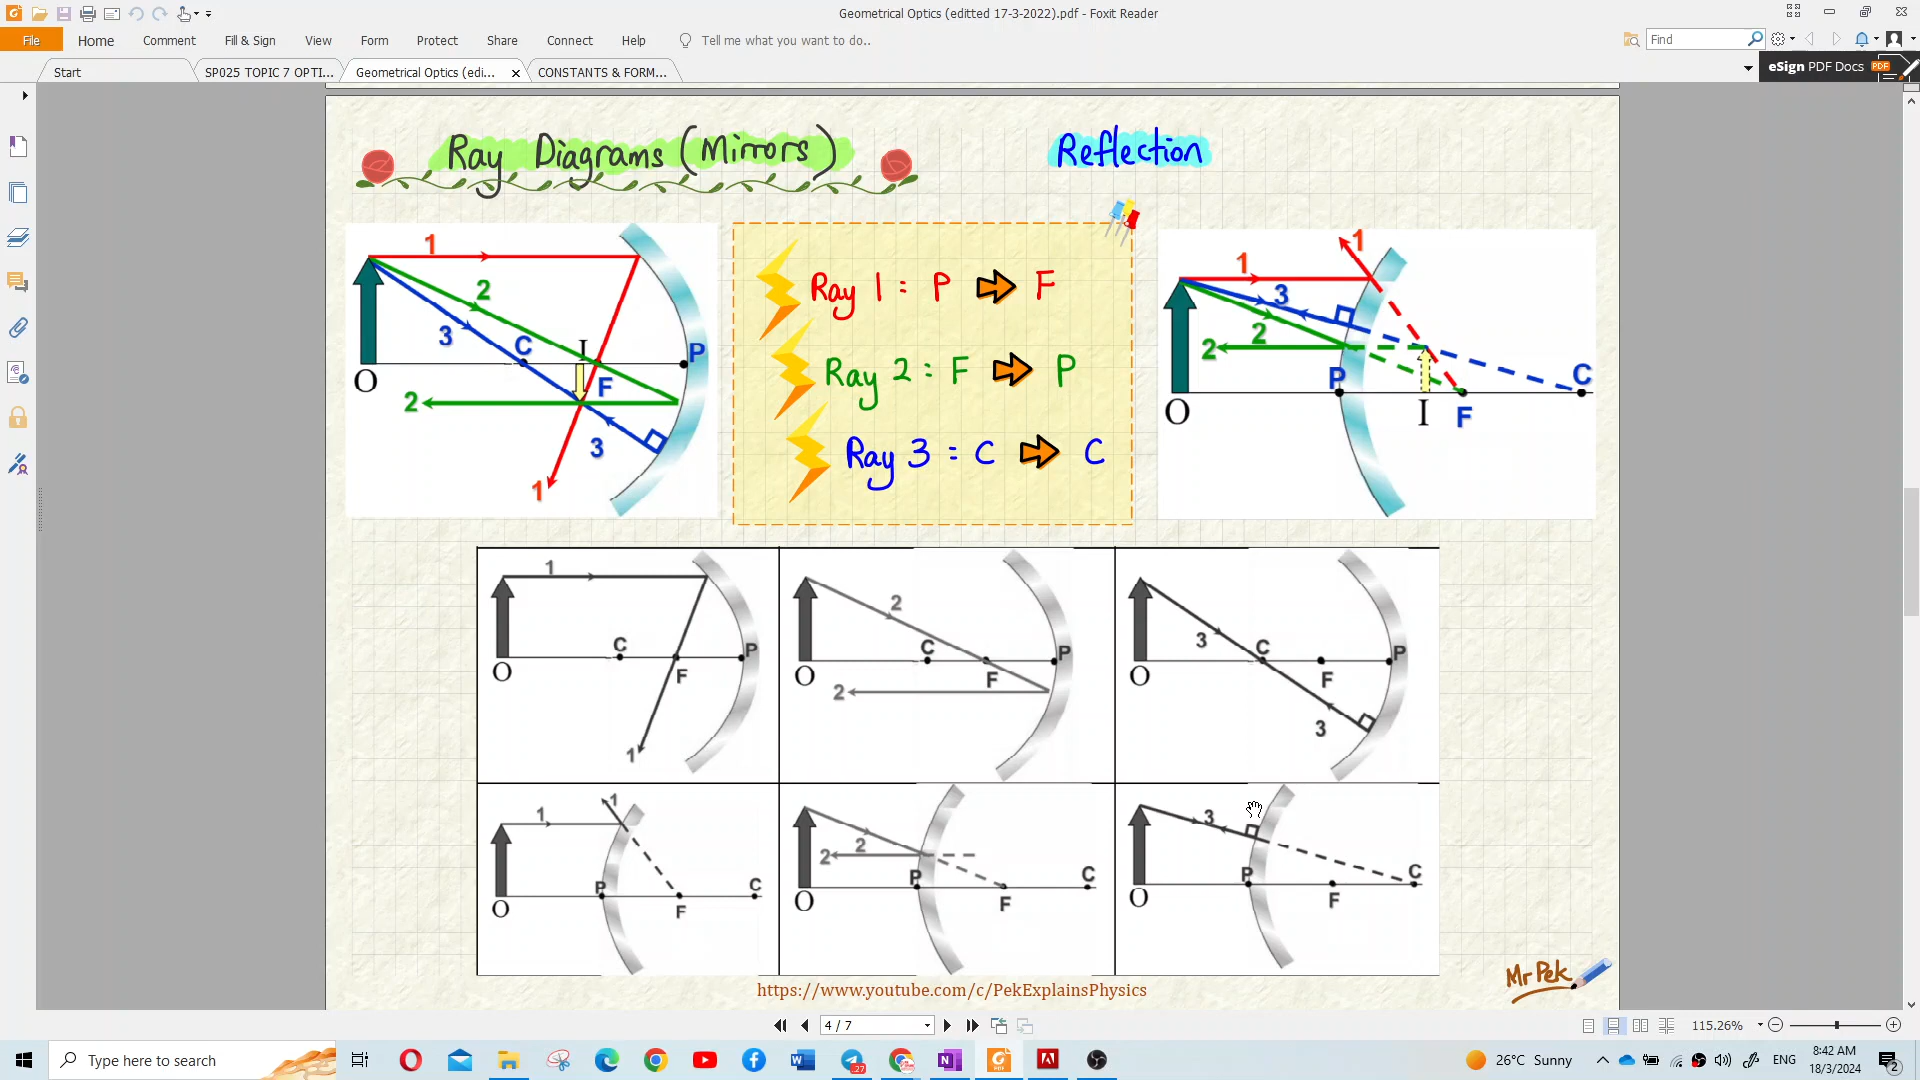 Geometrical Optics (editted 17-3-2022).pdf - Foxit Reader
File Home Comment Fill & Sign View Form Protect Share Connect Help Tell me what you want to do.. Find
Start SP025 TOPIC 7 OPTI... Geometrical Optics (edi... CONSTANTS & FORM... eSign PDF Docs PDF
Ray Diagrams (Mirrors) Reflection
1
2
3
C
I
P
O
F
2
3
1
Ray 1 : P F
Ray 2 : F P
Ray 3 : C C
1
1
3
2
2
P
C
O
I
F
1
C
P
O
F
1
2
C
P
O
F
2
3
C
P
O
F
3
1
1
P
C
O
F
2
2
P
C
O
F
3
P
C
O
F
Mr Pek
https://www.youtube.com/c/PekExplainsPhysics
4 / 7 115.26%
Type here to search 27 26°C Sunny ENG 8:42 AM
18/3/2024 2